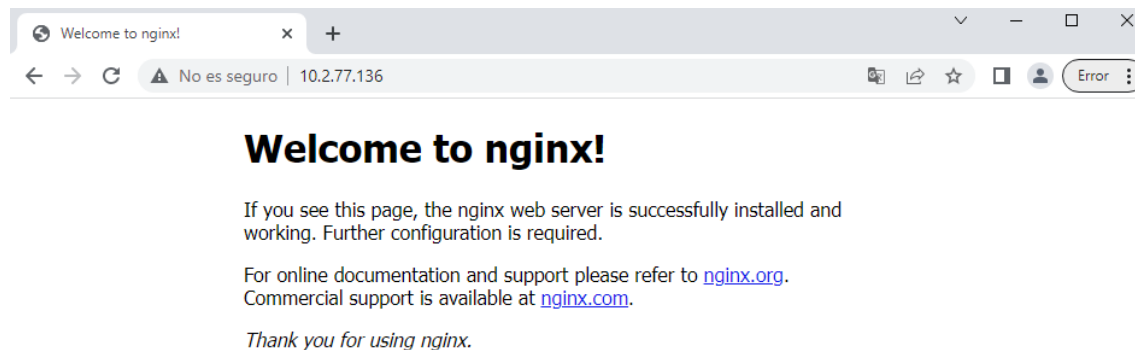 Welcome to nginx!
No es seguro 10.2.77.136
Error
Welcome to nginx!
If you see this page, the nginx web server is successfully installed and
working. Further configuration is required.
For online documentation and support please refer to nginx.org.
Commercial support is available at nginx.com.
Thank you for using nginx.